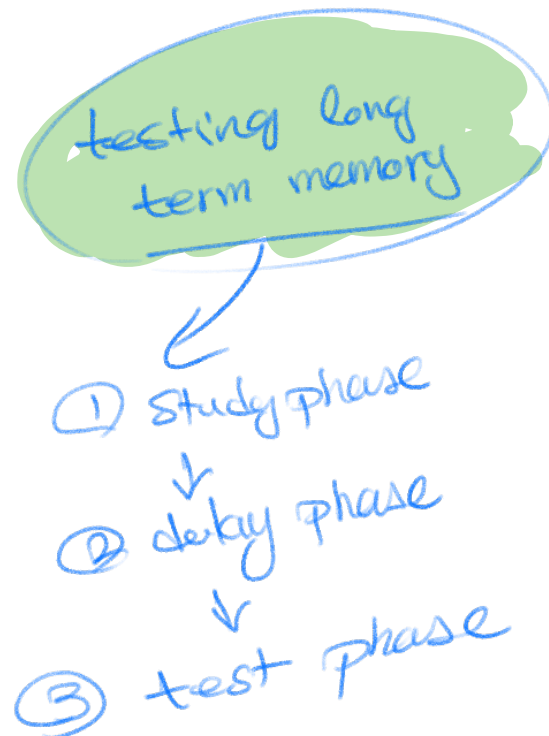 testing long
term memory
① study phase
② delay phase
③ test phase